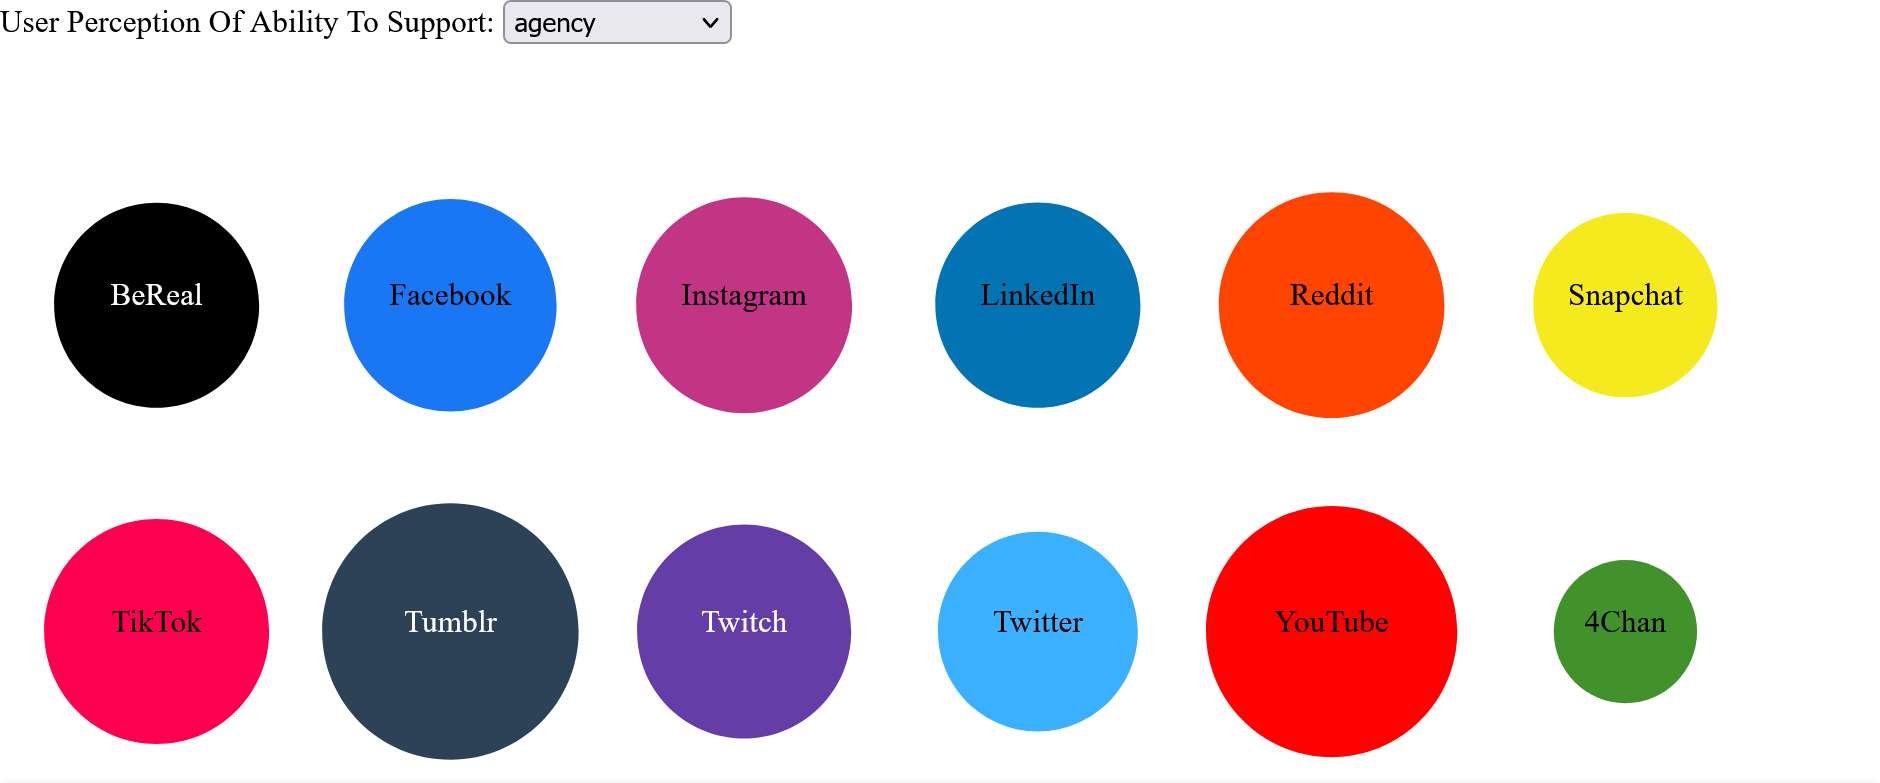 User Perception Of Ability To Support: agency
BeReal
Facebook
Instagram
LinkedIn
Reddit
Snapchat
TikTok
Tumblr
Twitch
Twitter
YouTube
4Chan